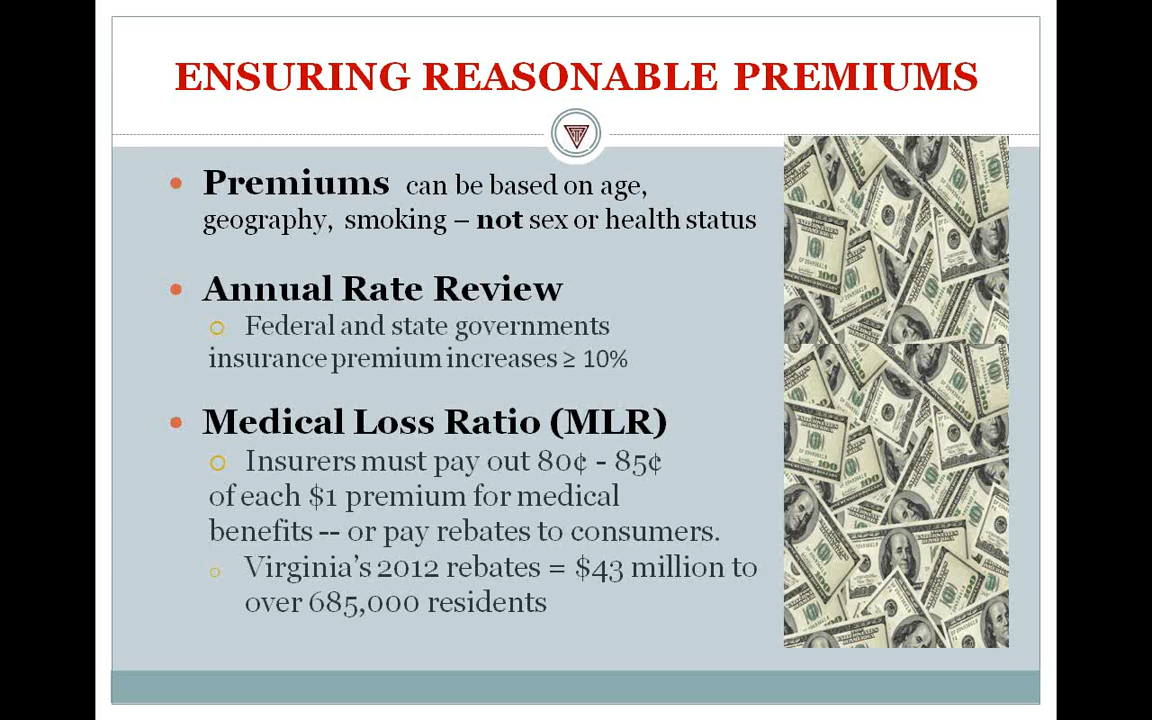 ENSURING REASONABLE PREMIUMS
• Premiums can be based on age,
geography, smoking – not sex or health status
• Annual Rate Review
○ Federal and state governments
insurance premium increases ≥ 10%
• Medical Loss Ratio (MLR)
○ Insurers must pay out 80¢ - 85¢
of each $1 premium for medical
benefits -- or pay rebates to consumers.
○ Virginia's 2012 rebates = $43 million to
over 685,000 residents